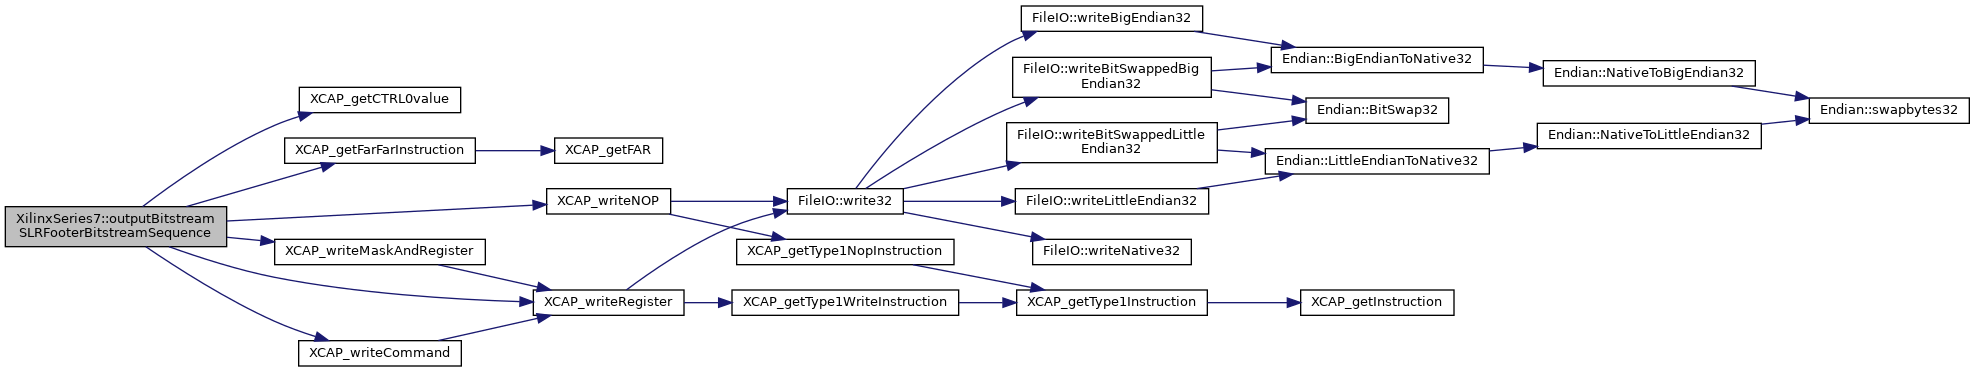 XilinxSeries7::outputBitstream
SLRFooterBitstreamSequence
XCAP_getCTRL0value
XCAP_getFarFarInstruction
XCAP_getFAR
XCAP_writeNOP
XCAP_writeMaskAndRegister
XCAP_writeRegister
XCAP_writeCommand
FileIO::write32
XCAP_getType1NopInstruction
XCAP_getType1WriteInstruction
FileIO::writeBigEndian32
FileIO::writeBitSwappedBig
Endian32
FileIO::writeBitSwappedLittle
Endian32
FileIO::writeLittleEndian32
FileIO::writeNative32
XCAP_getType1Instruction
XCAP_getInstruction
Endian::BigEndianToNative32
Endian::BitSwap32
Endian::LittleEndianToNative32
Endian::NativeToBigEndian32
Endian::NativeToLittleEndian32
Endian::swapbytes32